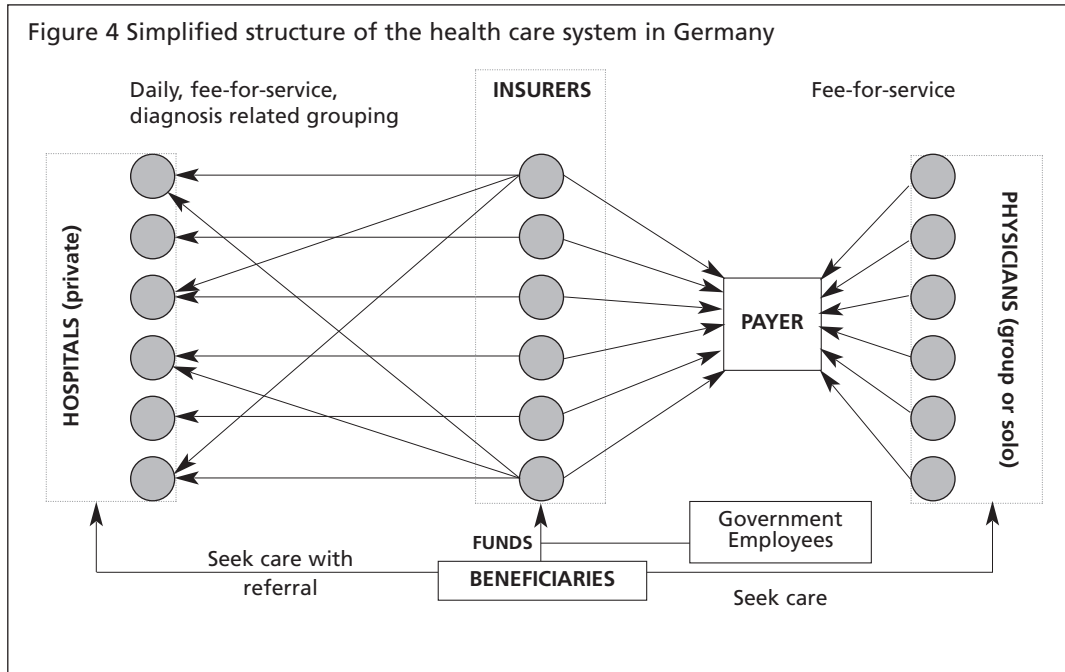 Figure 4 Simplified structure of the health care system in Germany
Daily, fee-for-service,
diagnosis related grouping
INSURERS
Fee-for-service
HOSPITALS (private)
PAYER
PHYSICIANS (group or solo)
Government
Employees
FUNDS
BENEFICIARIES
Seek care with
referral
Seek care